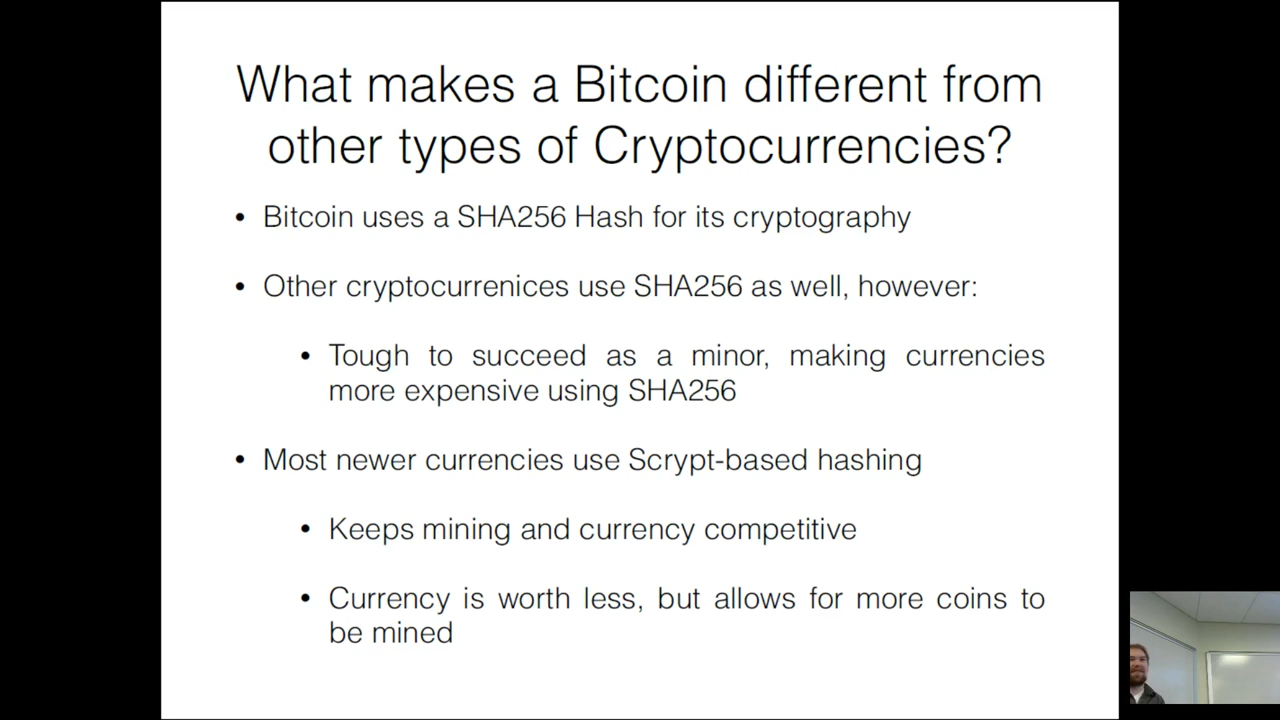 What makes a Bitcoin different from
other types of Cryptocurrencies?
• Bitcoin uses a SHA256 Hash for its cryptography
• Other cryptocurrenices use SHA256 as well, however:
• Tough to succeed as a minor, making currencies
more expensive using SHA256
• Most newer currencies use Scrypt-based hashing
• Keeps mining and currency competitive
• Currency is worth less, but allows for more coins to
be mined